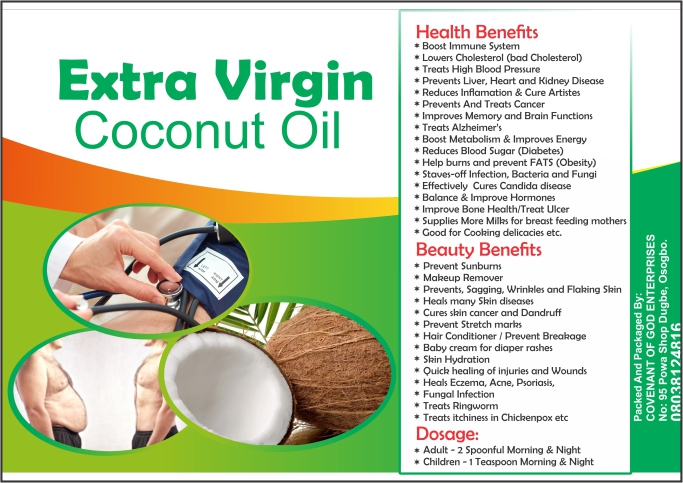 Extra Virgin
Coconut Oil
Health Benefits
* Boost Immune System
* Lowers Cholesterol (bad Cholesterol)
* Treats High Blood Pressure
* Prevents Liver, Heart and Kidney Disease
* Reduces Inflamation & Cure Artistes
* Prevents And Treats Cancer
* Improves Memory and Brain Functions
* Treats Alzheimer's
* Boost Metabolism & Improves Energy
* Reduces Blood Sugar (Diabetes)
* Help burns and prevent FATS (Obesity)
* Staves-off Infection, Bacteria and Fungi
* Effectively Cures Candida disease
* Balance & Improve Hormones
* Improve Bone Health/Treat Ulcer
* Supplies More Milks for breast feeding mothers
* Good for Cooking delicacies etc.
Beauty Benefits
* Prevent Sunburns
* Makeup Remover
* Prevents, Sagging, Wrinkles and Flaking Skin
* Heals many Skin diseases
* Cures skin cancer and Dandruff
* Prevent Stretch marks
* Hair Conditioner / Prevent Breakage
* Baby cream for diaper rashes
* Skin Hydration
* Quick healing of injuries and Wounds
* Heals Eczema, Acne, Psoriasis,
* Fungal Infection
* Treats Ringworm
* Treats itchiness in Chickenpox etc
Dosage:
* Adult - 2 Spoonful Morning & Night
* Children - 1 Teaspoon Morning & Night
Packed And Packaged By:
COVENANT OF GOD ENTERPRISES
No: 95 Powa Shop Dugbe, Osogbo.
08038124816